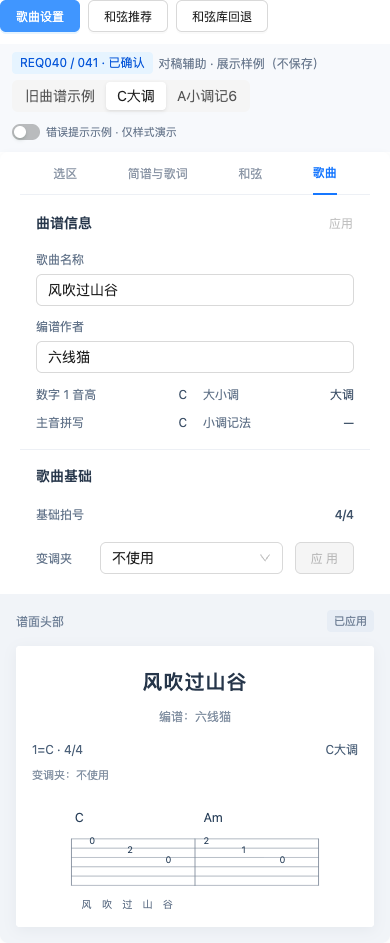 歌曲设置 和弦推荐 和弦库回退
REQ040 / 041 · 已确认 对稿辅助 · 展示样例（不保存）
旧曲谱示例 C大调 A小调记6
错误提示示例 · 仅样式演示
选区 简谱与歌词 和弦 歌曲
曲谱信息 应用
歌曲名称
风吹过山谷
编谱作者
六线猫
数字 1 音高 C 大小调 大调
主音拼写 C 小调记法 —
歌曲基础
基础拍号 4/4
变调夹 不使用 应 用
谱面头部 已应用
风吹过山谷
编谱：六线猫
1=C · 4/4 C大调
变调夹：不使用
C Am
0 2
2 1
0 0
风 吹 过 山 谷